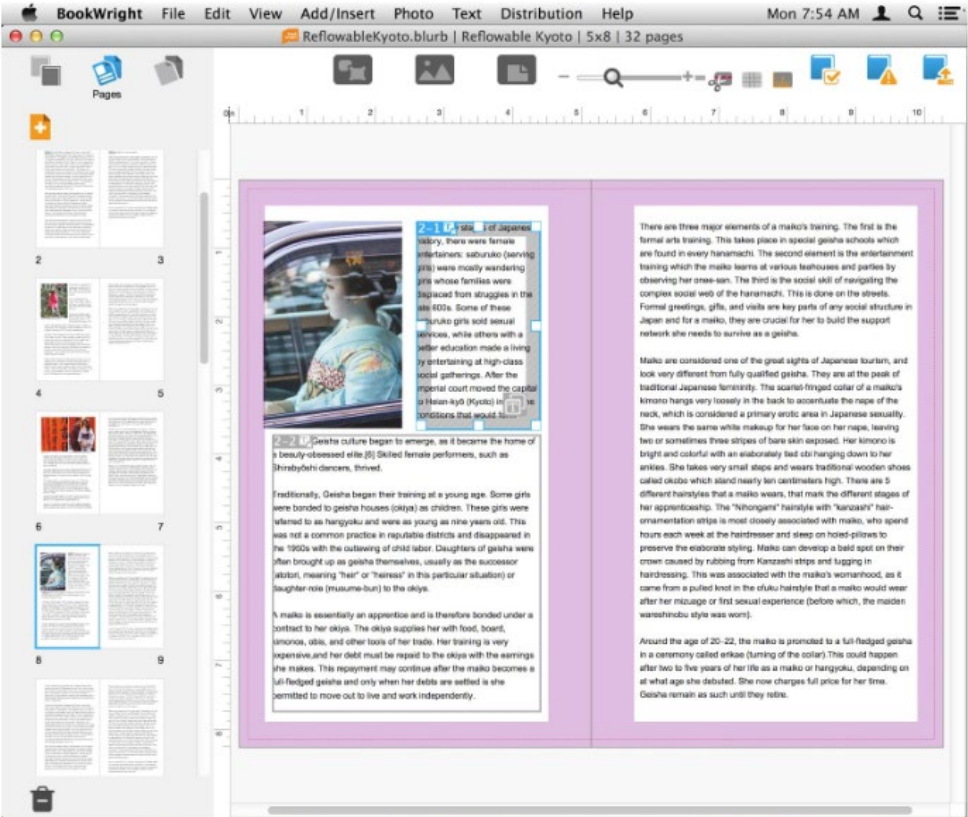 BookWright File Edit View Add/Insert Photo Text Distribution Help Mon 7:54 AM
ReflowableKyoto.blurb | Reflowable Kyoto | 5x8 | 32 pages
Pages
0in 1 2 3 4 5 6 7 8 9 10
2 3
4 5
6 7
8 9
2-1 of Japanes
history, there were female
entertainers: saburuko (serving
girls) were mostly wandering
girls whose families were
displaced from struggles in the
late 600s. Some of these
saburuko girls sold sexual
services, while others with a
better education made a living
by entertaining at high-class
social gatherings. After the
imperial court moved the capital
to Heian-kyō (Kyoto) in
conditions that would
2-2 Geisha culture began to emerge, as it became the home of
a beauty-obsessed elite.[6] Skilled female performers, such as
Shirabyōshi dancers, thrived.
Traditionally, Geisha began their training at a young age. Some girls
were bonded to geisha houses (okiya) as children. These girls were
referred to as hangyoku and were as young as nine years old. This
was not a common practice in reputable districts and disappeared in
the 1960s with the outlawing of child labor. Daughters of geisha were
often brought up as geisha themselves, usually as the successor
(atotori, meaning "heir" or "heiress" in this particular situation) or
daughter-role (musume-bun) to the okiya.
A maiko is essentially an apprentice and is therefore bonded under a
contract to her okiya. The okiya supplies her with food, board,
kimonos, obis, and other tools of her trade. Her training is very
expensive,and her debt must be repaid to the okiya with the earnings
she makes. This repayment may continue after the maiko becomes a
full-fledged geisha and only when her debts are settled is she
permitted to move out to live and work independently.
There are three major elements of a maiko's training. The first is the
formal arts training. This takes place in special geisha schools which
are found in every hanamachi. The second element is the entertainment
training which the maiko learns at various teahouses and parties by
observing her onee-san. The third is the social skill of navigating the
complex social web of the hanamachi. This is done on the streets.
Formal greetings, gifts, and visits are key parts of any social structure in
Japan and for a maiko, they are crucial for her to build the support
network she needs to survive as a geisha.
Maiko are considered one of the great sights of Japanese tourism, and
look very different from fully qualified geisha. They are at the peak of
traditional Japanese femininity. The scarlet-fringed collar of a maiko's
kimono hangs very loosely in the back to accentuate the nape of the
neck, which is considered a primary erotic area in Japanese sexuality.
She wears the same white makeup for her face on her nape, leaving
two or sometimes three stripes of bare skin exposed. Her kimono is
bright and colorful with an elaborately tied obi hanging down to her
ankles. She takes very small steps and wears traditional wooden shoes
called okobo which stand nearly ten centimeters high. There are 5
different hairstyles that a maiko wears, that mark the different stages of
her apprenticeship. The "Nihongami" hairstyle with "kanzashi" hair-
ornamentation strips is most closely associated with maiko, who spend
hours each week at the hairdresser and sleep on holed-pillows to
preserve the elaborate styling. Maiko can develop a bald spot on their
crown caused by rubbing from Kanzashi strips and tugging in
hairdressing. This was associated with the maiko's womanhood, as it
came from a pulled knot in the ofuku hairstyle that a maiko would wear
after her mizuage or first sexual experience (before which, the maiden
wareshinobu style was worn).
Around the age of 20–22, the maiko is promoted to a full-fledged geisha
in a ceremony called erikae (turning of the collar).This could happen
after two to five years of her life as a maiko or hangyoku, depending on
at what age she debuted. She now charges full price for her time.
Geisha remain as such until they retire.